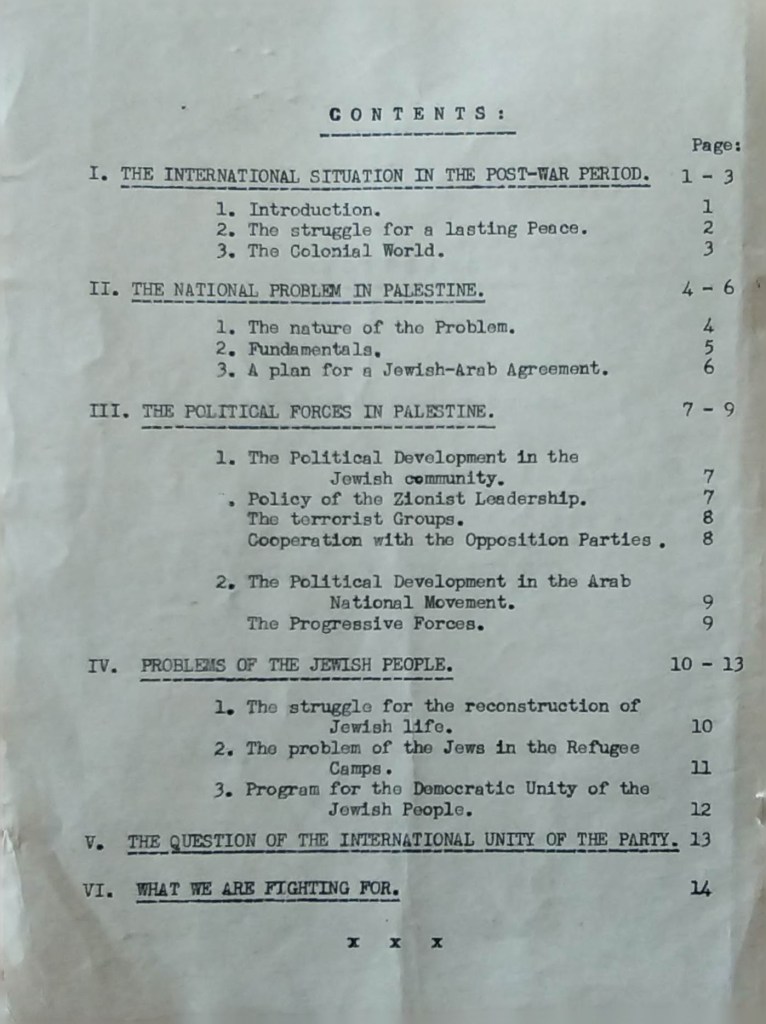 CONTENTS:
Page:
I. THE INTERNATIONAL SITUATION IN THE POST-WAR PERIOD. 1 - 3
1. Introduction. 1
2. The struggle for a lasting Peace. 2
3. The Colonial World. 3
II. THE NATIONAL PROBLEM IN PALESTINE. 4 - 6
1. The nature of the Problem. 4
2. Fundamentals. 5
3. A plan for a Jewish-Arab Agreement. 6
III. THE POLITICAL FORCES IN PALESTINE. 7 - 9
1. The Political Development in the
Jewish community. 7
. Policy of the Zionist Leadership. 7
The terrorist Groups. 8
Cooperation with the Opposition Parties . 8
2. The Political Development in the Arab
National Movement. 9
The Progressive Forces. 9
IV. PROBLEMS OF THE JEWISH PEOPLE. 10 - 13
1. The struggle for the reconstruction of
Jewish life. 10
2. The problem of the Jews in the Refugee
Camps. 11
3. Program for the Democratic Unity of the
Jewish People. 12
V. THE QUESTION OF THE INTERNATIONAL UNITY OF THE PARTY. 13
VI. WHAT WE ARE FIGHTING FOR. 14
x x x